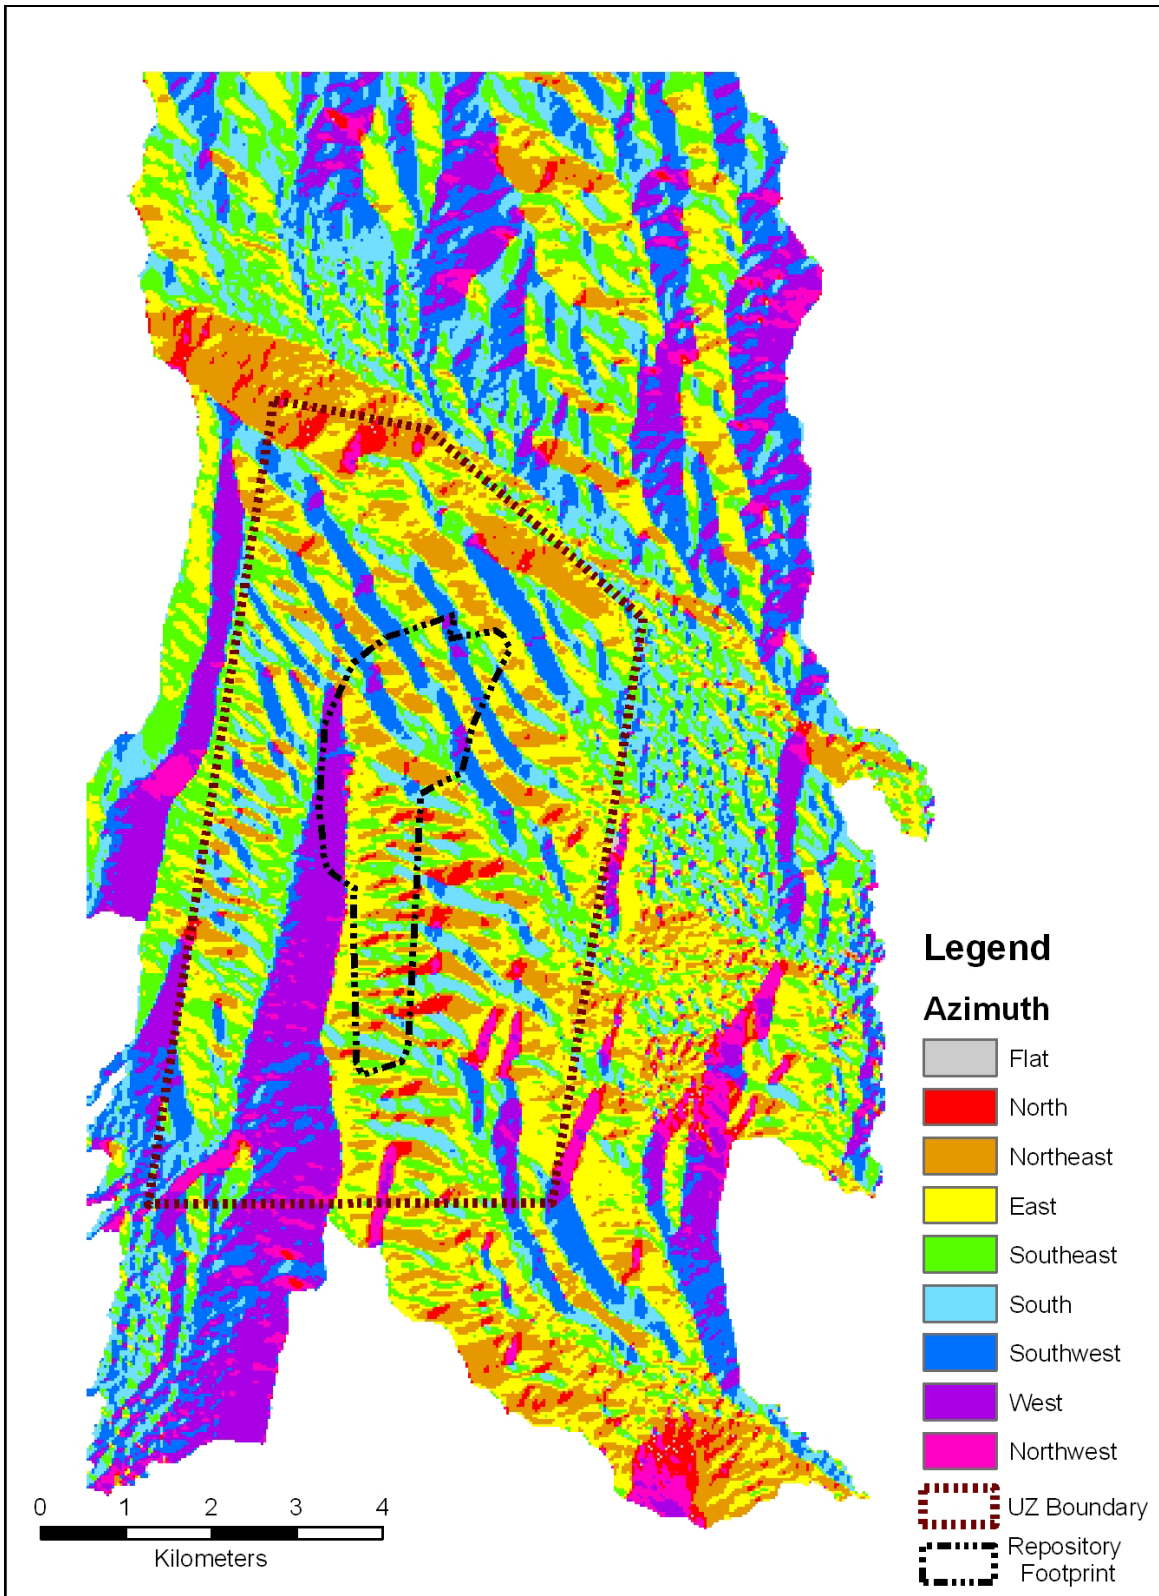 Legend
Azimuth
Flat
North
Northeast
East
Southeast
South
Southwest
West
Northwest
UZ Boundary
Repository
Footprint
0 1 2 3 4
Kilometers